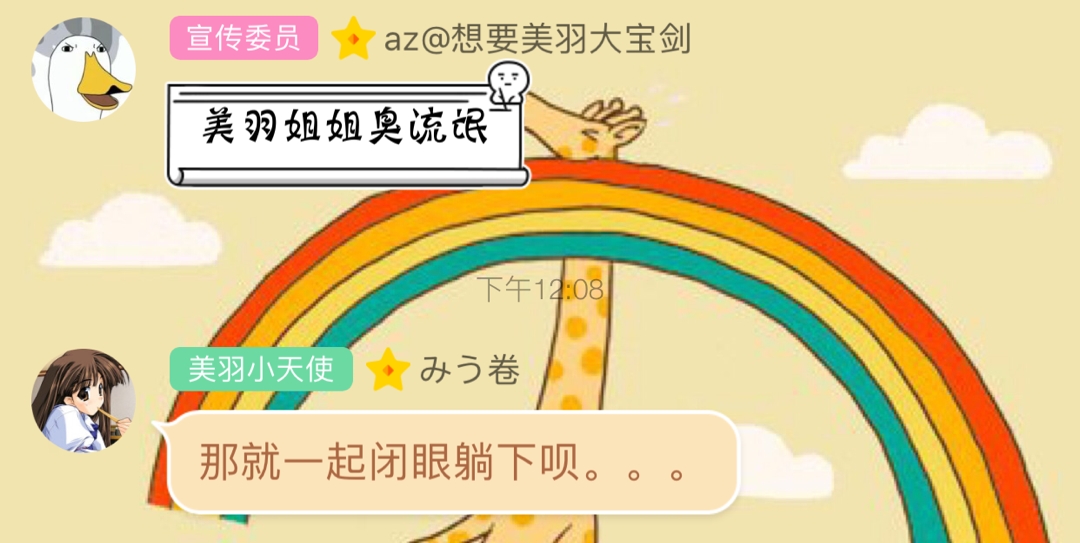 宣传委员 az@想要美羽大宝剑
美羽姐姐臭流氓
下午12:08
美羽小天使 みう卷
那就一起闭眼躺下呗。。。